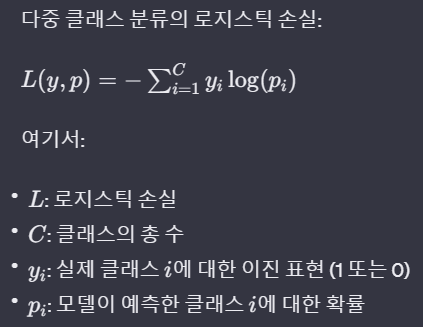 다중 클래스 분류의 로지스틱 손실:
L(y, p) = − ∑_{i=1}^{C} y_i log(p_i)
여기서:
• L: 로지스틱 손실
• C: 클래스의 총 수
• y_i: 실제 클래스 i에 대한 이진 표현 (1 또는 0)
• p_i: 모델이 예측한 클래스 i에 대한 확률